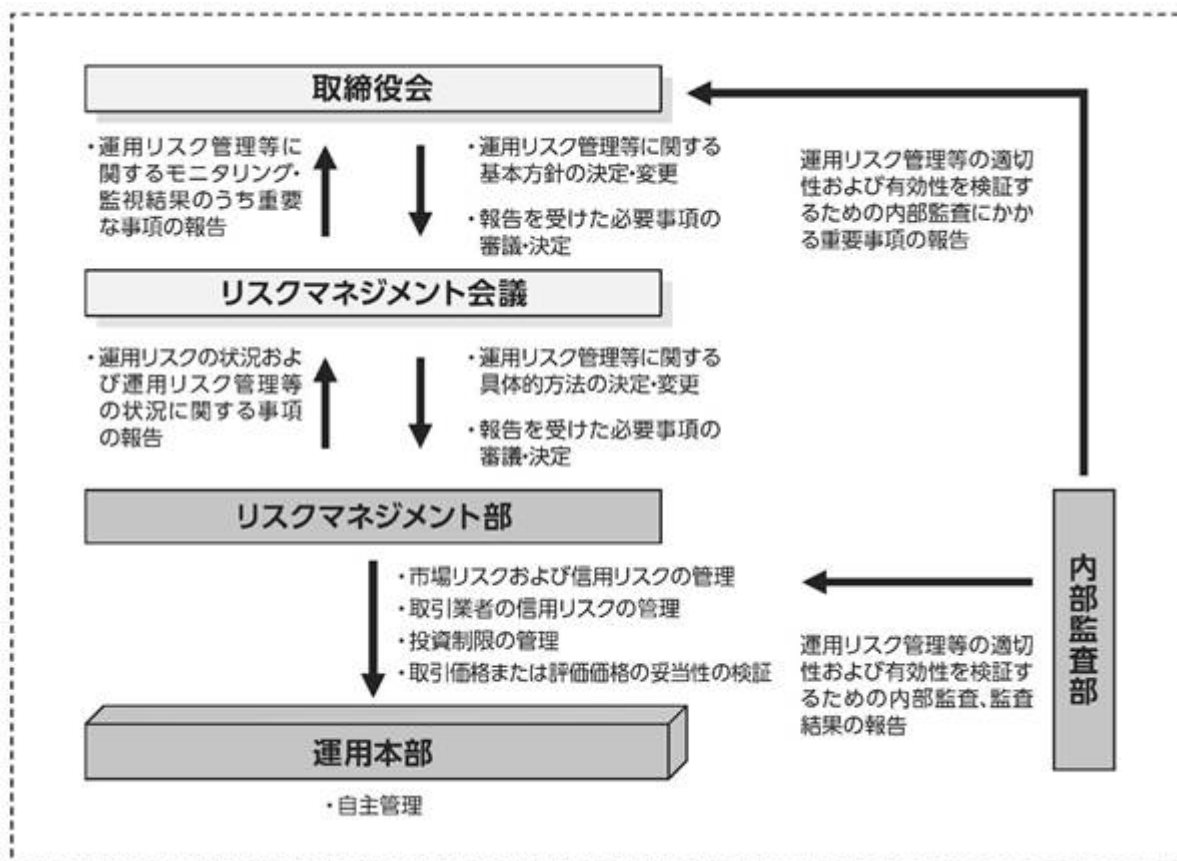 取締役会
・運用リスク管理等に
関するモニタリング・
監視結果のうち重要
な事項の報告
・運用リスク管理等に関する
基本方針の決定・変更
・報告を受けた必要事項の
審議・決定
運用リスク管理等の適切
性および有効性を検証す
るための内部監査にかか
る重要事項の報告
リスクマネジメント会議
・運用リスクの状況およ
び運用リスク管理等
の状況に関する事項
の報告
・運用リスク管理等に関する
具体的方法の決定・変更
・報告を受けた必要事項の
審議・決定
リスクマネジメント部
・市場リスクおよび信用リスクの管理
・取引業者の信用リスクの管理
・投資制限の管理
・取引価格または評価価格の妥当性の検証
内部監査部
運用リスク管理等の適切
性および有効性を検証す
るための内部監査、監査
結果の報告
運用本部
・自主管理